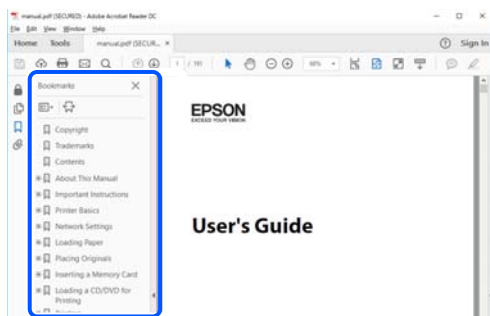 manual.pdf (SECURED) - Adobe Acrobat Reader DC
File Edit View Window Help
Home Tools manual.pdf (SECUR... × Sign In
1 / 191
Bookmarks
EPSON
EXCEED YOUR VISION
Copyright
Trademarks
Contents
About This Manual
Important Instructions
Printer Basics
Network Settings
User's Guide
Loading Paper
Placing Originals
Inserting a Memory Card
Loading a CD/DVD for
Printing